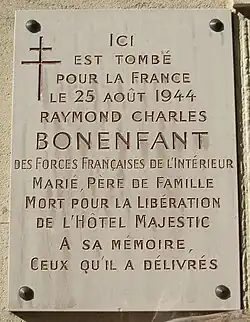 ICI
EST TOMBÉ
POUR LA FRANCE
LE 25 AOÛT 1944
RAYMOND CHARLES
BONENFANT
DES FORCES FRANÇAISES DE L'INTÉRIEUR
MARIÉ, PÈRE DE FAMILLE
MORT POUR LA LIBÉRATION
DE L'HÔTEL MAJESTIC
A SA MÉMOIRE,
CEUX QU'IL A DÉLIVRÉS